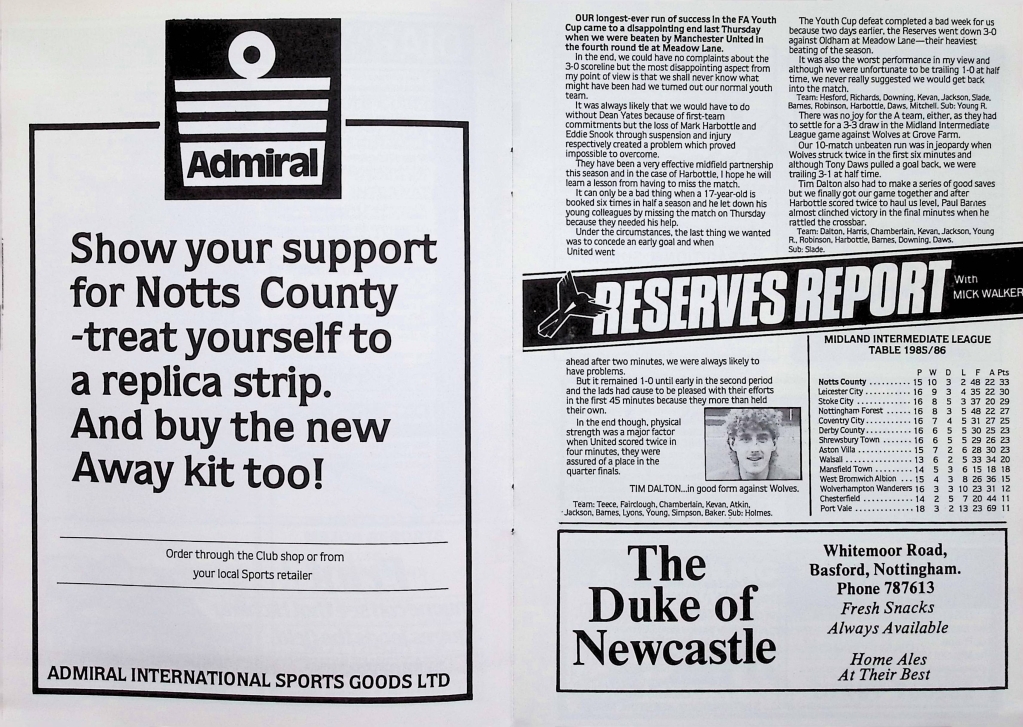 Admiral
Show your support
for Notts County
-treat yourself to
a replica strip.
And buy the new
Away kit too!
Order through the Club shop or from
your local Sports retailer
ADMIRAL INTERNATIONAL SPORTS GOODS LTD
OUR longest-ever run of success in the FA Youth
Cup came to a disappointing end last Thursday
when we were beaten by Manchester United in
the fourth round tie at Meadow Lane.
In the end, we could have no complaints about the
3-0 scoreline but the most disappointing aspect from
my point of view is that we shall never know what
might have been had we turned out our normal youth
team.
It was always likely that we would have to do
without Dean Yates because of first-team
commitments but the loss of Mark Harbottle and
Eddie Snook through suspension and injury
respectively created a problem which proved
impossible to overcome.
They have been a very effective midfield partnership
this season and in the case of Harbottle, I hope he will
learn a lesson from having to miss the match.
It can only be a bad thing when a 17-year-old is
booked six times in half a season and he let down his
young colleagues by missing the match on Thursday
because they needed his help.
Under the circumstances, the last thing we wanted
was to concede an early goal and when
United went
The Youth Cup defeat completed a bad week for us
because two days earlier, the Reserves went down 3-0
against Oldham at Meadow Lane—their heaviest
beating of the season.
It was also the worst performance in my view and
although we were unfortunate to be trailing 1-0 at half
time, we never really suggested we would get back
into the match.
Team: Hesford, Richards, Downing, Kevan, Jackson, Slade,
Barnes, Robinson, Harbottle, Daws, Mitchell. Sub: Young R.
There was no joy for the A team, either, as they had
to settle for a 3-3 draw in the Midland Intermediate
League game against Wolves at Grove Farm.
Our 10-match unbeaten run was in jeopardy when
Wolves struck twice in the first six minutes and
although Tony Daws pulled a goal back, we were
trailing 3-1 at half time.
Tim Dalton also had to make a series of good saves
but we finally got our game together and after
Harbottle scored twice to haul us level, Paul Barnes
almost clinched victory in the final minutes when he
rattled the crossbar.
Team: Dalton, Harris, Chamberlain, Kevan, Jackson, Young
R., Robinson, Harbottle, Barnes, Downing, Daws.
Sub: Slade.
RESERVES REPORT
With
MICK WALKER
ahead after two minutes, we were always likely to
have problems.
But it remained 1-0 until early in the second period
and the lads had cause to be pleased with their efforts
in the first 45 minutes because they more than held
their own.
In the end though, physical
strength was a major factor
when United scored twice in
four minutes, they were
assured of a place in the
quarter finals.
TIM DALTON...in good form against Wolves.
Team: Teece, Fairclough, Chamberlain, Kevan, Atkin,
Jackson, Barnes, Lyons, Young, Simpson, Baker. Sub: Holmes.
MIDLAND INTERMEDIATE LEAGUE
TABLE 1985/86
P W D L F A Pts
Notts County .......... 15 10 3 2 48 22 33
Leicester City ........... 16 9 3 4 35 22 30
Stoke City .............. 16 8 5 3 37 20 29
Nottingham Forest ...... 16 8 3 5 48 22 27
Coventry City ........... 16 7 4 5 31 27 25
Derby County ........... 16 6 5 5 30 25 23
Shrewsbury Town ....... 16 6 5 5 29 26 23
Aston Villa .............. 15 7 2 6 28 30 23
Walsall ................. 13 6 2 5 33 34 20
Mansfield Town ......... 14 5 3 6 15 18 18
West Bromwich Albion ... 15 4 3 8 26 36 15
Wolverhampton Wanderers 16 3 3 10 23 31 12
Chesterfield ............. 14 2 5 7 20 44 11
Port Vale ............... 18 3 2 13 23 69 11
The
Duke of
Newcastle
Whitemoor Road,
Basford, Nottingham.
Phone 787613
Fresh Snacks
Always Available
Home Ales
At Their Best